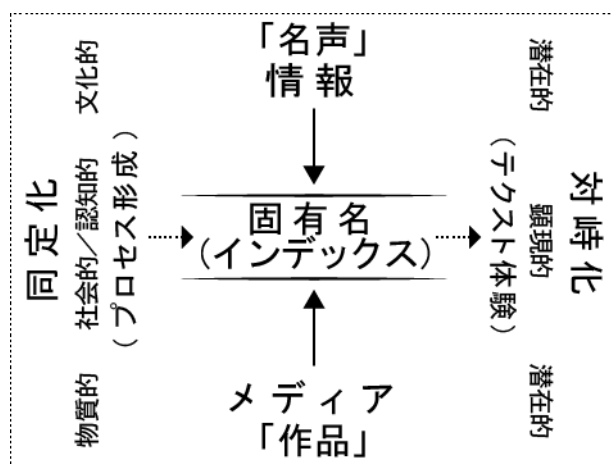 「名声」
情報
固有名
(インデックス)
メディア
「作品」
同定化
文化的
社会的／認知的
物質的
(プロセス形成)
(テクスト体験)
潜在的
顕現的
潜在的
対峙化